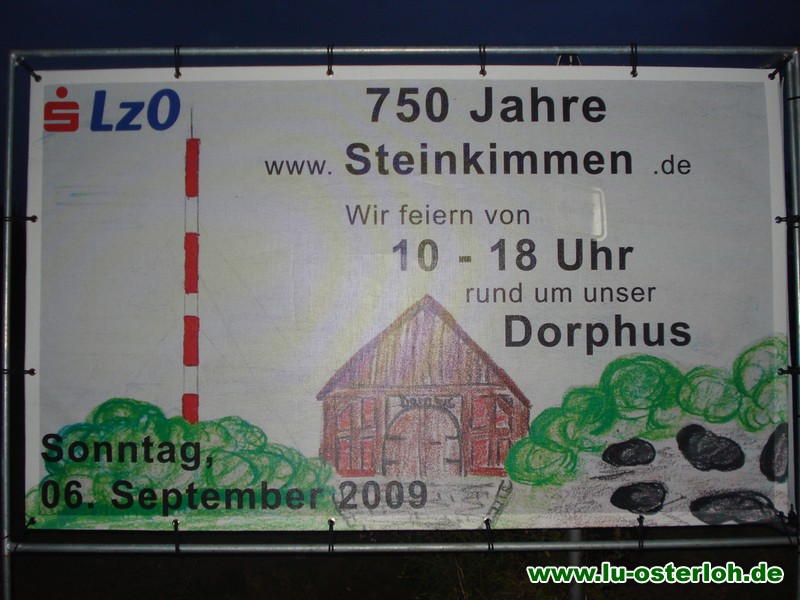 LzO
750 Jahre
www. Steinkimmen .de
Wir feiern von
10 - 18 Uhr
rund um unser
Dorphus
Sonntag,
06. September 2009
www.lu-osterloh.de